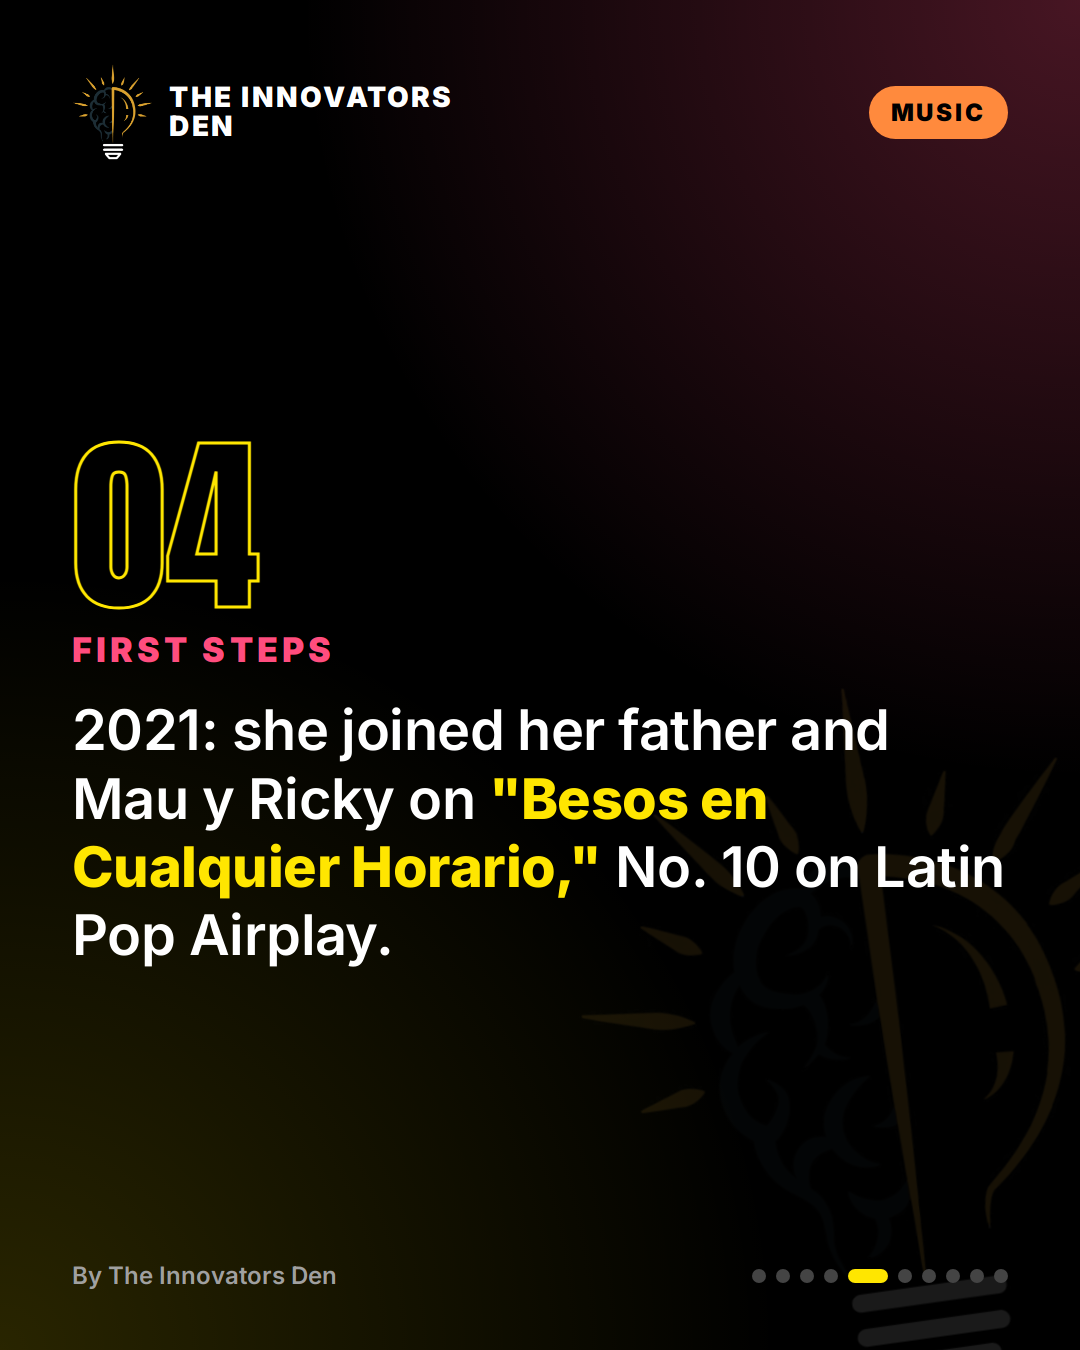 THE INNOVATORS
DEN
MUSIC
04
FIRST STEPS
2021: she joined her father and
Mau y Ricky on "Besos en
Cualquier Horario," No. 10 on Latin
Pop Airplay.
By The Innovators Den